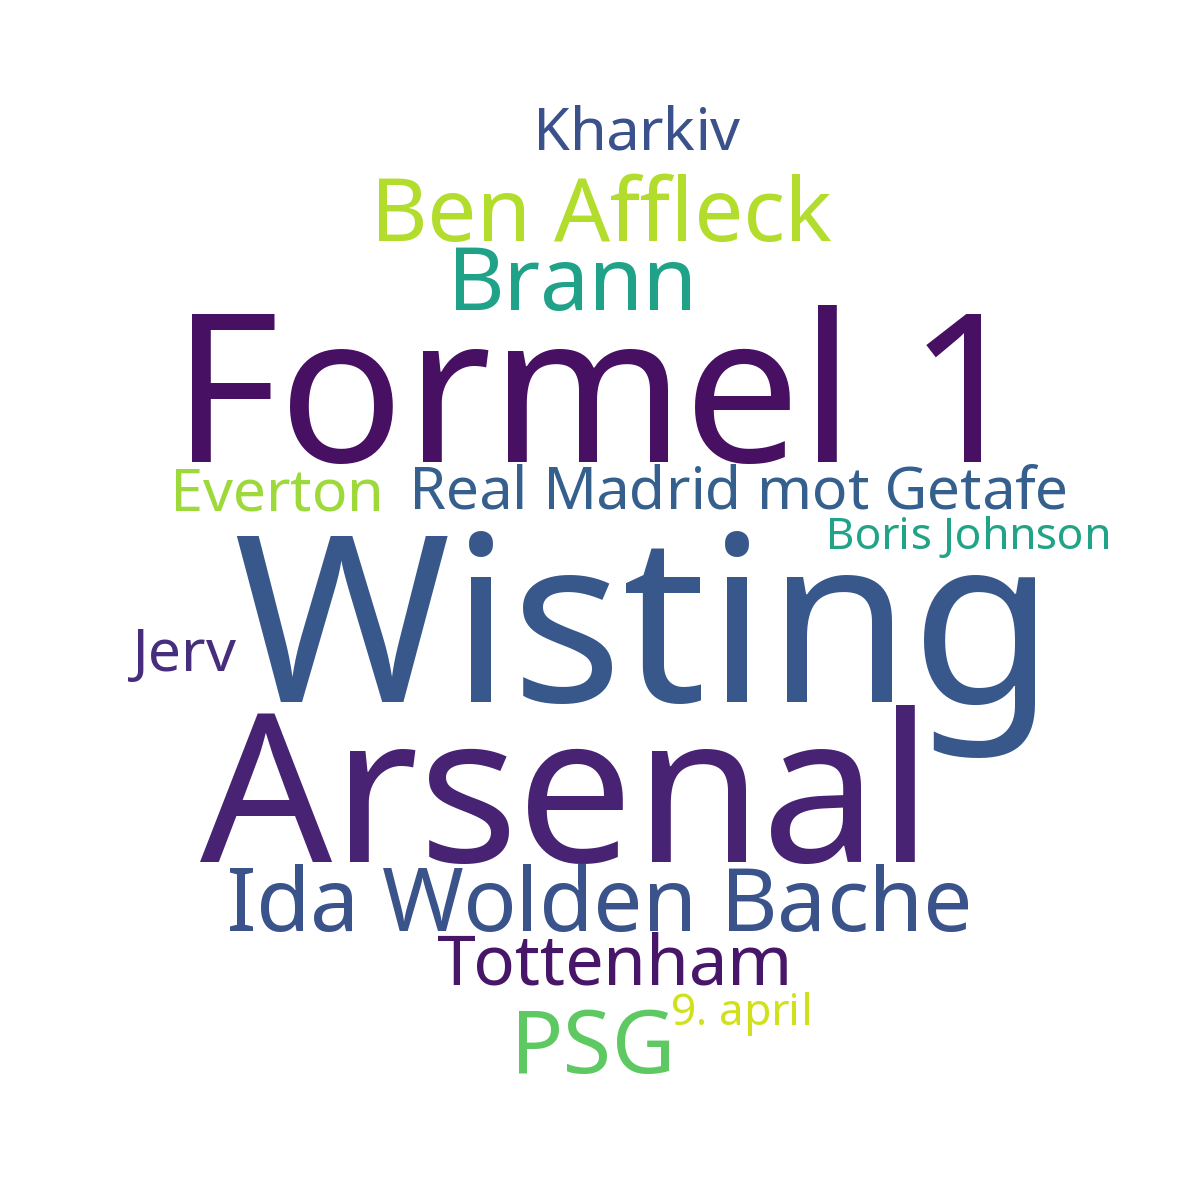 Kharkiv
Ben Affleck
Brann
Formel 1
Everton
Real Madrid mot Getafe
Boris Johnson
Wisting
Jerv
Arsenal
Ida Wolden Bache
Tottenham
9. april
PSG